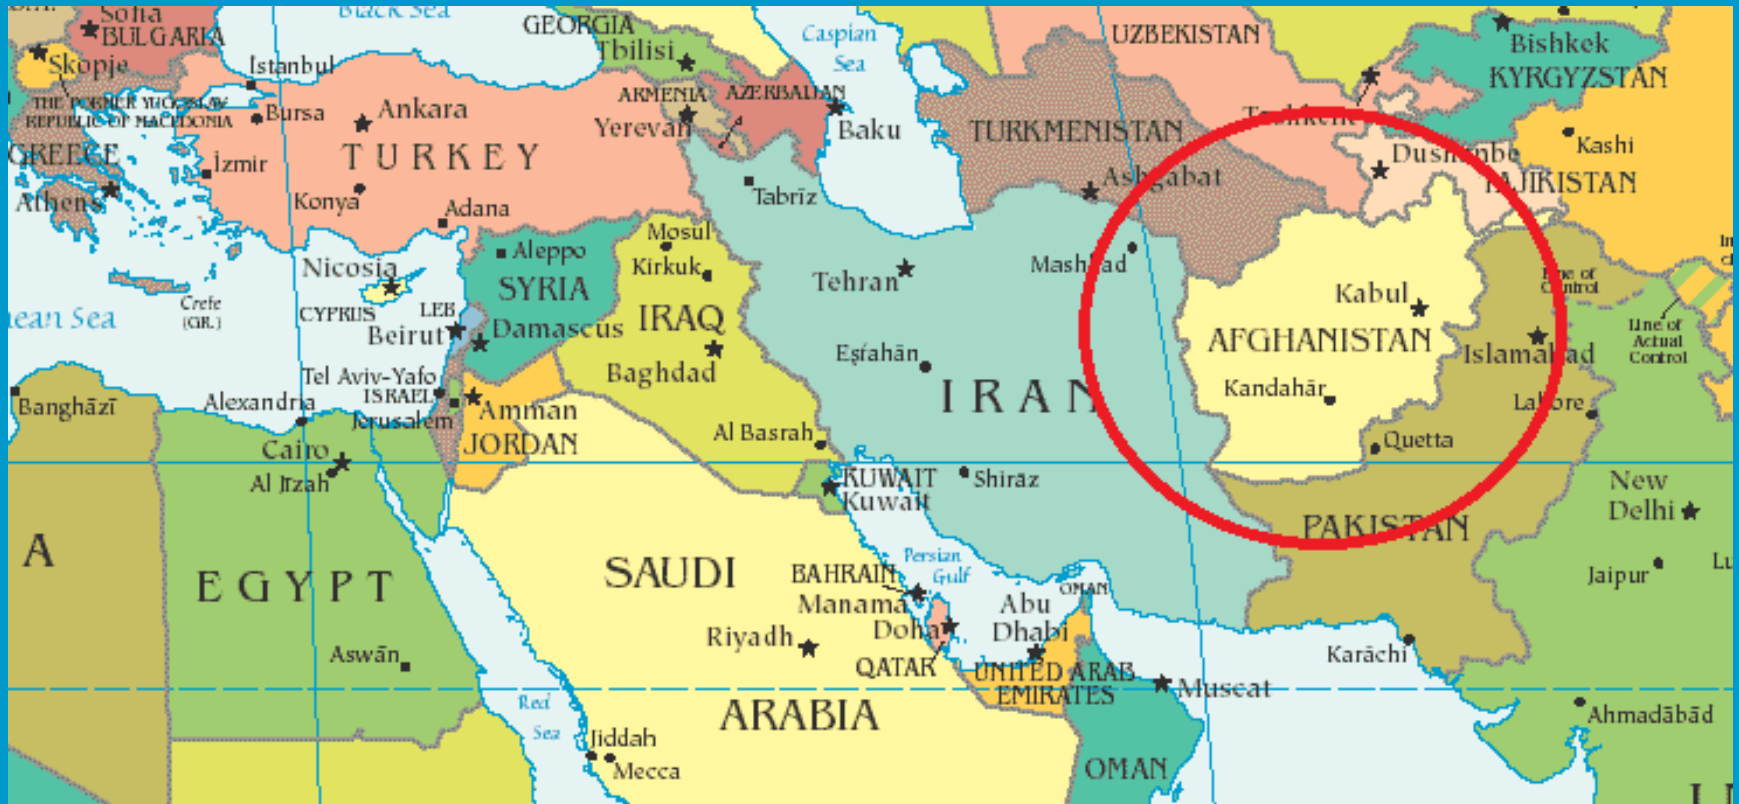 Black Sea
Sofia
BULGARIA
GEORGIA
Tbilisi
Caspian
Sea
UZBEKISTAN
Bishkek
KYRGYZSTAN
Skopje
İstanbul
THE FORMER YUGOSLAV
REPUBLIC OF MACEDONIA
Bursa
Ankara
ARMENIA
AZERBAIJAN
Yerevan
Baku
TURKMENISTAN
Tashkent
Kashi
GREECE
İzmir
TURKEY
Dushanbe
TAJIKISTAN
Athens
Konya
Adana
Tabrīz
Ashgabat
Mosul
Aleppo
Nicosia
Kirkuk
Tehran
Mashhad
Line of
Control
Crete
(GR.)
CYPRUS
SYRIA
Kabul
ean Sea
LEB
Beirut
Damascus
IRAQ
AFGHANISTAN
Islamabad
Line of
Actual
Control
Baghdad
Eşfahān
Tel Aviv-Yafo
ISRAEL
Jerusalem
Amman
IRAN
Kandahār
Lahore
Banghāzī
Alexandria
Cairo
Al Jīzah
JORDAN
Al Basrah
Quetta
KUWAIT
Kuwait
Shirāz
New
Delhi
PAKISTAN
A
EGYPT
SAUDI
ARABIA
Persian
Gulf
BAHRAIN
Manama
OMAN
Jaipur
Lu
Abu
Dhabi
Doha
QATAR
Riyadh
Aswān
UNITED ARAB
EMIRATES
Karāchi
Muscat
Red
Sea
Ahmadābād
Jiddah
Mecca
OMAN